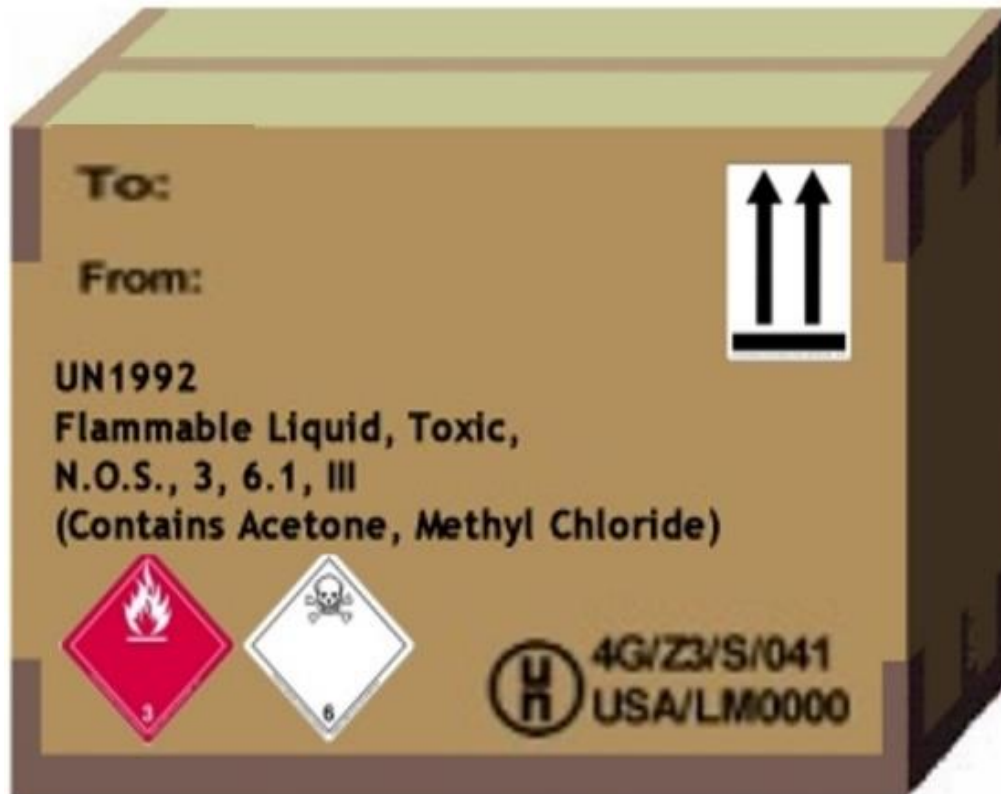 To:
From:
UN1992
Flammable Liquid, Toxic,
N.O.S., 3, 6.1, III
(Contains Acetone, Methyl Chloride)
3
6
un
4G/Z3/S/041
USA/LM0000